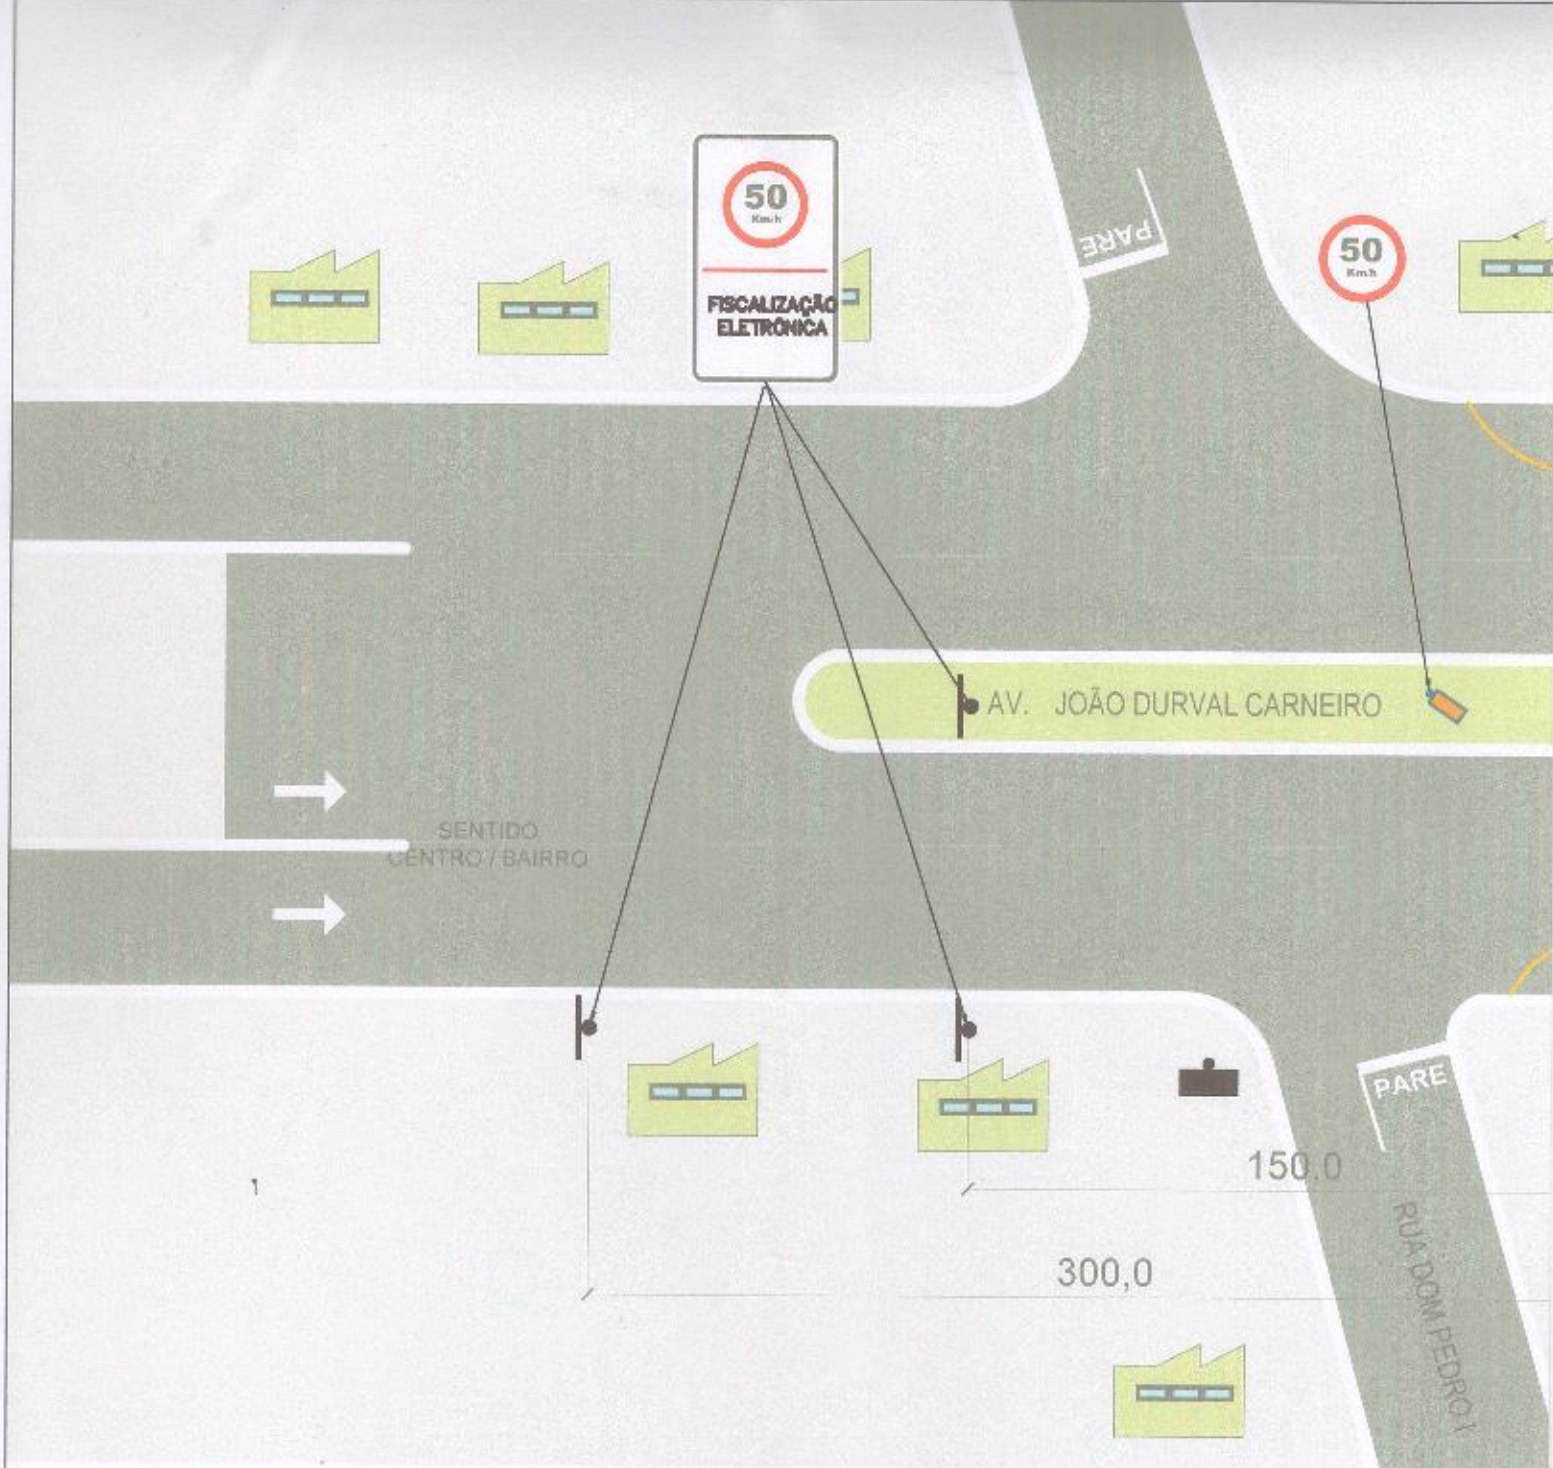 50
Km/h
FISCALIZAÇÃO
ELETRÔNICA
PARE
50
Km/h
AV. JOÃO DURVAL CARNEIRO
SENTIDO
CENTRO / BAIRRO
PARE
150.0
300,0
RUA DOM PEDRO I